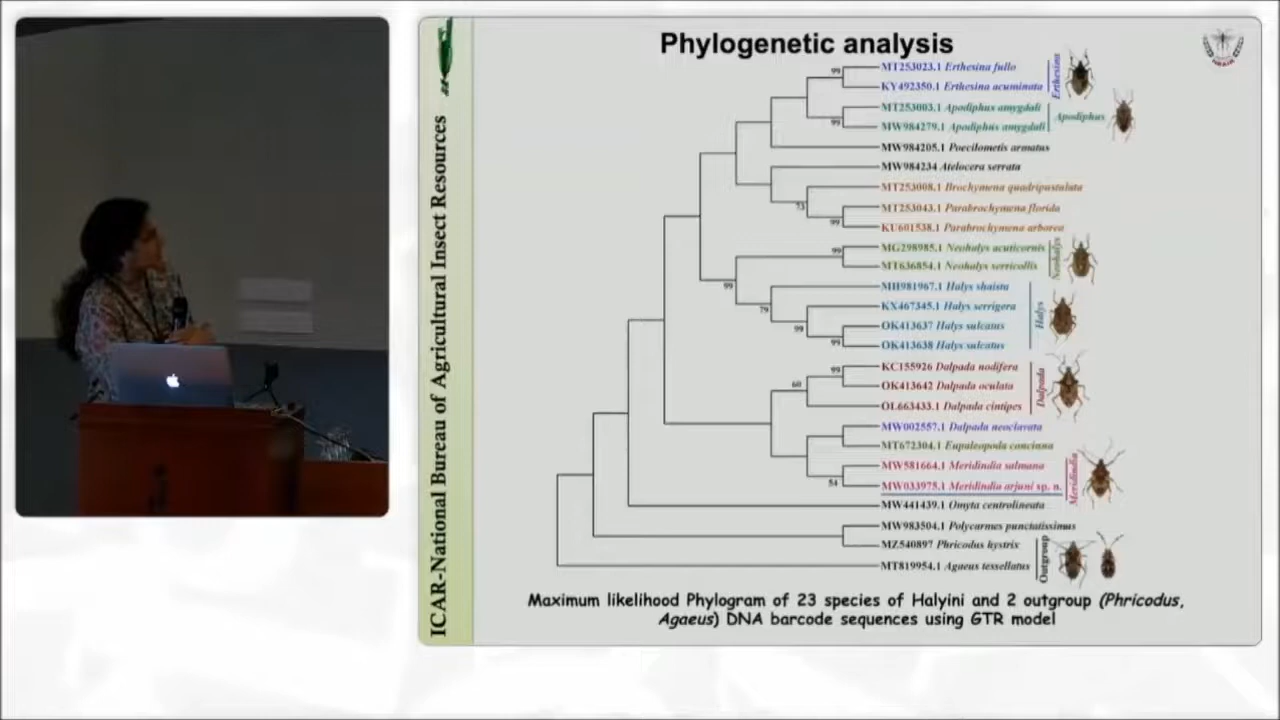 Phylogenetic analysis
ICAR-National Bureau of Agricultural Insect Resources
MT253023.1 Erthesina fullo
KY492350.1 Erthesina acuminata
Erthesina
MT253003.1 Apodiphus amygdali
MW984279.1 Apodiphus amygdali
Apodiphus
MW984205.1 Poecilometis armatus
MW984234 Atelocera serrata
MT253008.1 Brochymena quadripustulata
MT253043.1 Parabrochymena florida
KU601538.1 Parabrochymena arborea
MG298985.1 Neohalys acuticornis
MT636854.1 Neohalys serricollis
Neohalys
MH981967.1 Halys shaista
KX467345.1 Halys serrigera
OK413637 Halys sulcatus
OK413638 Halys sulcatus
Halys
KC155926 Dalpada nodifera
OK413642 Dalpada oculata
OL663433.1 Dalpada cintipes
Dalpada
MW002557.1 Dalpada neoclavata
MT672304.1 Eupaleopoda concinna
MW581664.1 Meridindia salmana
MW033975.1 Meridindia arjuni sp. n.
Meridindia
MW441439.1 Omyta centrolineata
MW983504.1 Polycarmes punctatissimus
MZ540897 Phricodus hystrix
MT819954.1 Agaeus tessellatus
Outgroup
99
99
73
99
99
99
79
99
99
99
60
54
Maximum likelihood Phylogram of 23 species of Halyini and 2 outgroup (Phricodus,
Agaeus) DNA barcode sequences using GTR model